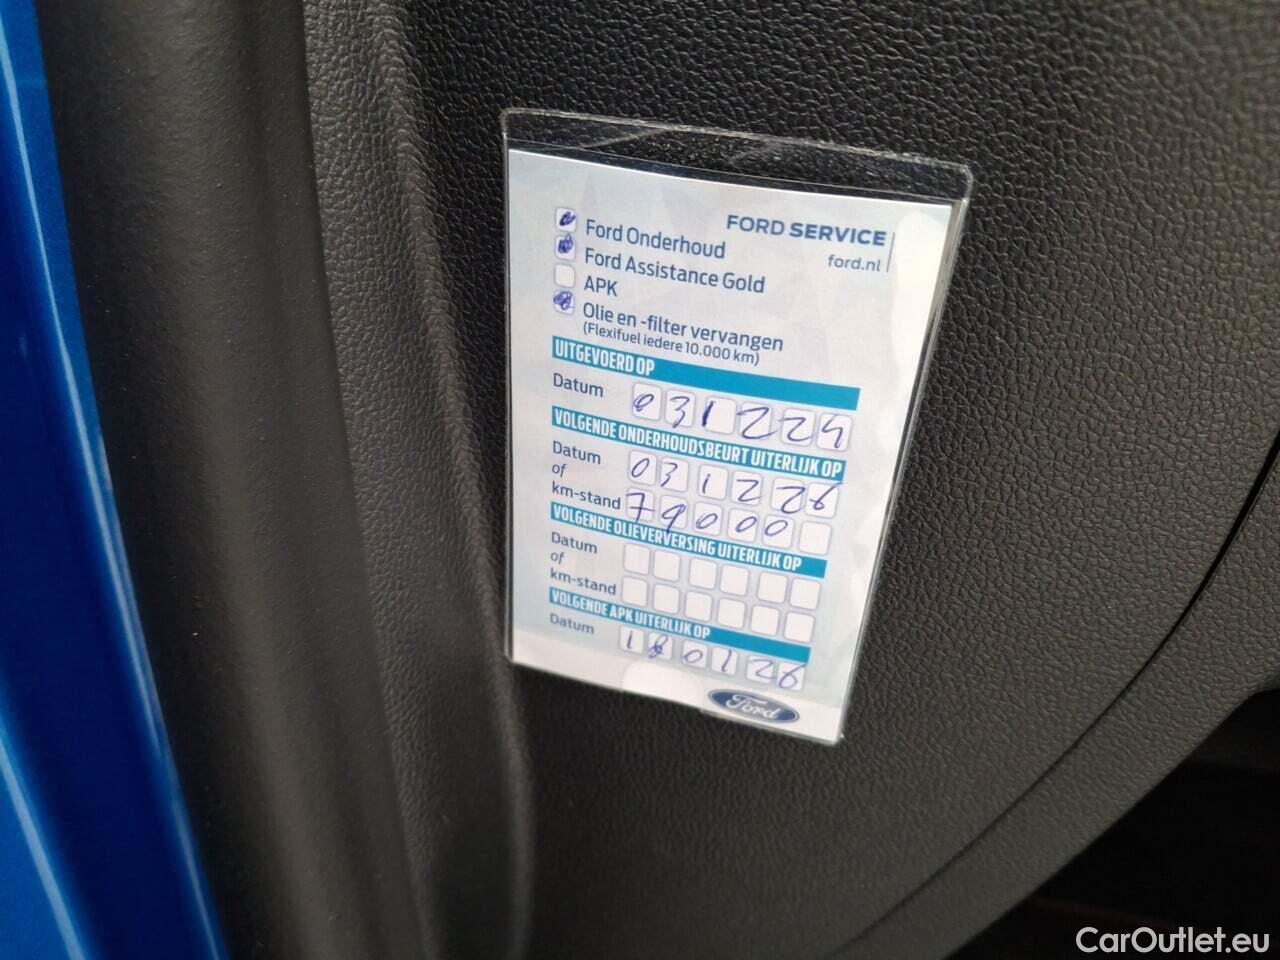 FORD SERVICE
ford.nl
Ford Onderhoud
Ford Assistance Gold
APK
Olie en -filter vervangen
(Flexifuel iedere 10.000 km)
UITGEVOERD OP
Datum 031224
VOLGENDE ONDERHOUDSBEURT UITERLIJK OP
Datum 031226
of
km-stand 79000
VOLGENDE OLIEVERVERSING UITERLIJK OP
Datum
of
km-stand
VOLGENDE APK UITERLIJK OP
Datum 180126
Ford
CarOutlet.eu